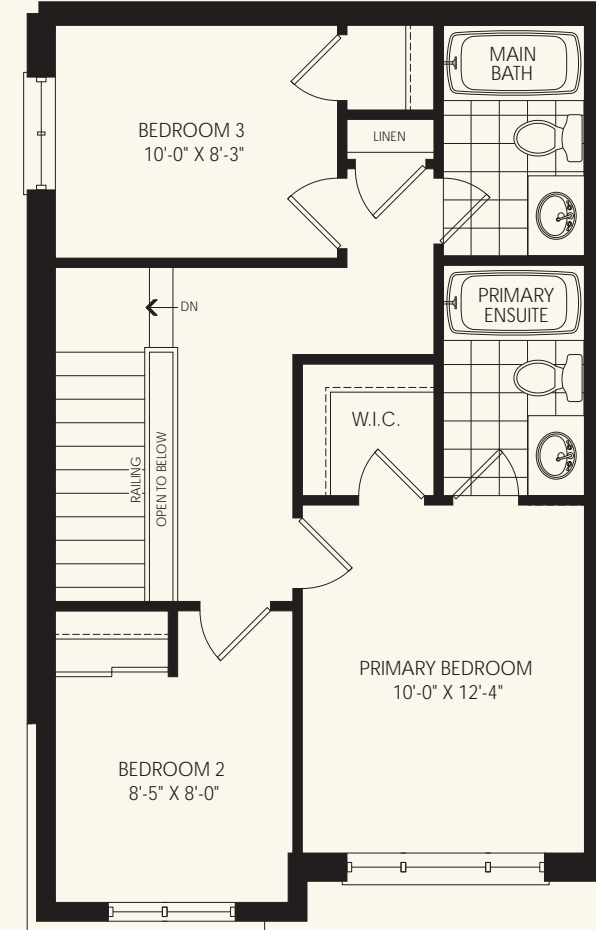 MAIN
BATH
BEDROOM 3
10'-0" X 8'-3"
LINEN
PRIMARY
ENSUITE
DN
W.I.C.
RAILING
OPEN TO BELOW
PRIMARY BEDROOM
10'-0" X 12'-4"
BEDROOM 2
8'-5" X 8'-0"